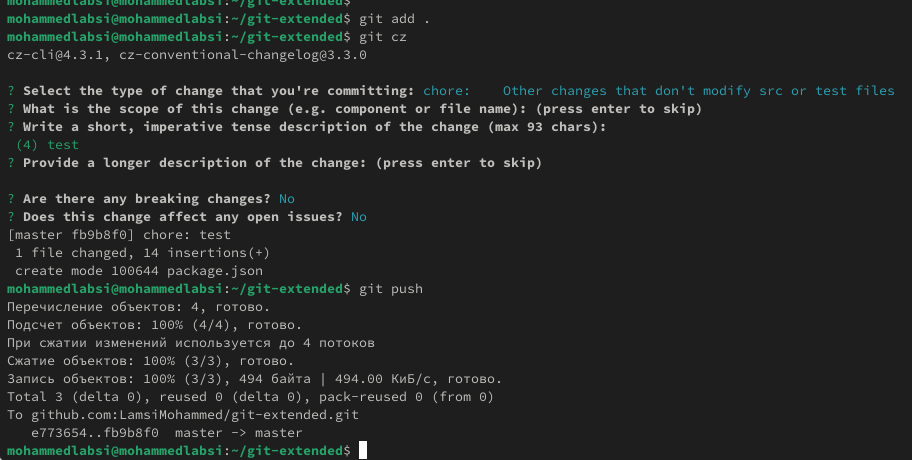 mohammedlabsi@mohammedlabsi:~/git-extended$
mohammedlabsi@mohammedlabsi:~/git-extended$ git add .
mohammedlabsi@mohammedlabsi:~/git-extended$ git cz
cz-cli@4.3.1, cz-conventional-changelog@3.3.0
? Select the type of change that you're committing: chore:    Other changes that don't modify src or test files
? What is the scope of this change (e.g. component or file name): (press enter to skip)
? Write a short, imperative tense description of the change (max 93 chars):
 (4) test
? Provide a longer description of the change: (press enter to skip)
? Are there any breaking changes? No
? Does this change affect any open issues? No
[master fb9b8f0] chore: test
 1 file changed, 14 insertions(+)
 create mode 100644 package.json
mohammedlabsi@mohammedlabsi:~/git-extended$ git push
Перечисление объектов: 4, готово.
Подсчет объектов: 100% (4/4), готово.
При сжатии изменений используется до 4 потоков
Сжатие объектов: 100% (3/3), готово.
Запись объектов: 100% (3/3), 494 байта | 494.00 КиБ/с, готово.
Total 3 (delta 0), reused 0 (delta 0), pack-reused 0 (from 0)
To github.com:LamsiMohammed/git-extended.git
   e773654..fb9b8f0  master -> master
mohammedlabsi@mohammedlabsi:~/git-extended$